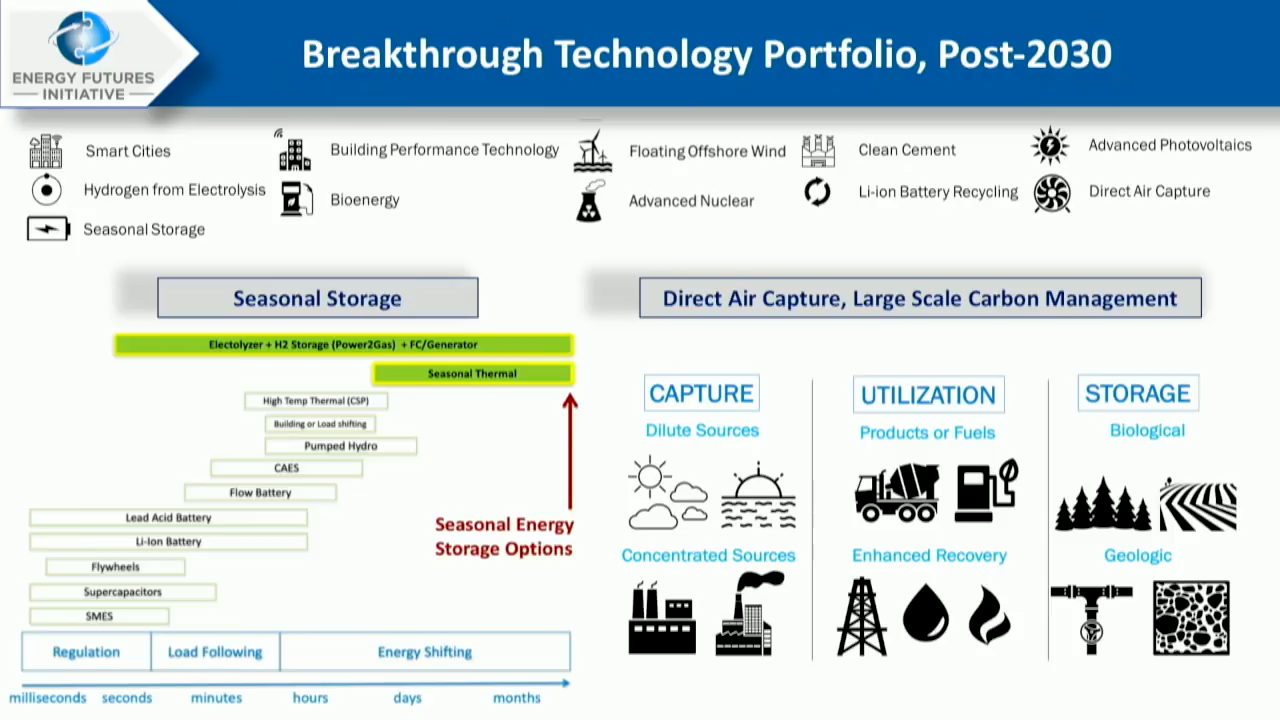 ENERGY FUTURES
INITIATIVE
Breakthrough Technology Portfolio, Post-2030
Smart Cities
Building Performance Technology
Floating Offshore Wind
Clean Cement
Advanced Photovoltaics
Hydrogen from Electrolysis
Bioenergy
Advanced Nuclear
Li-ion Battery Recycling
Direct Air Capture
Seasonal Storage
Seasonal Storage
Electolyzer + H2 Storage (Power2Gas) + FC/Generator
Seasonal Thermal
High Temp Thermal (CSP)
Building or Load shifting
Pumped Hydro
CAES
Flow Battery
Lead Acid Battery
Li-Ion Battery
Flywheels
Supercapacitors
SMES
Seasonal Energy
Storage Options
Regulation
Load Following
Energy Shifting
milliseconds seconds minutes hours days months
Direct Air Capture, Large Scale Carbon Management
CAPTURE
Dilute Sources
Concentrated Sources
UTILIZATION
Products or Fuels
Enhanced Recovery
STORAGE
Biological
Geologic